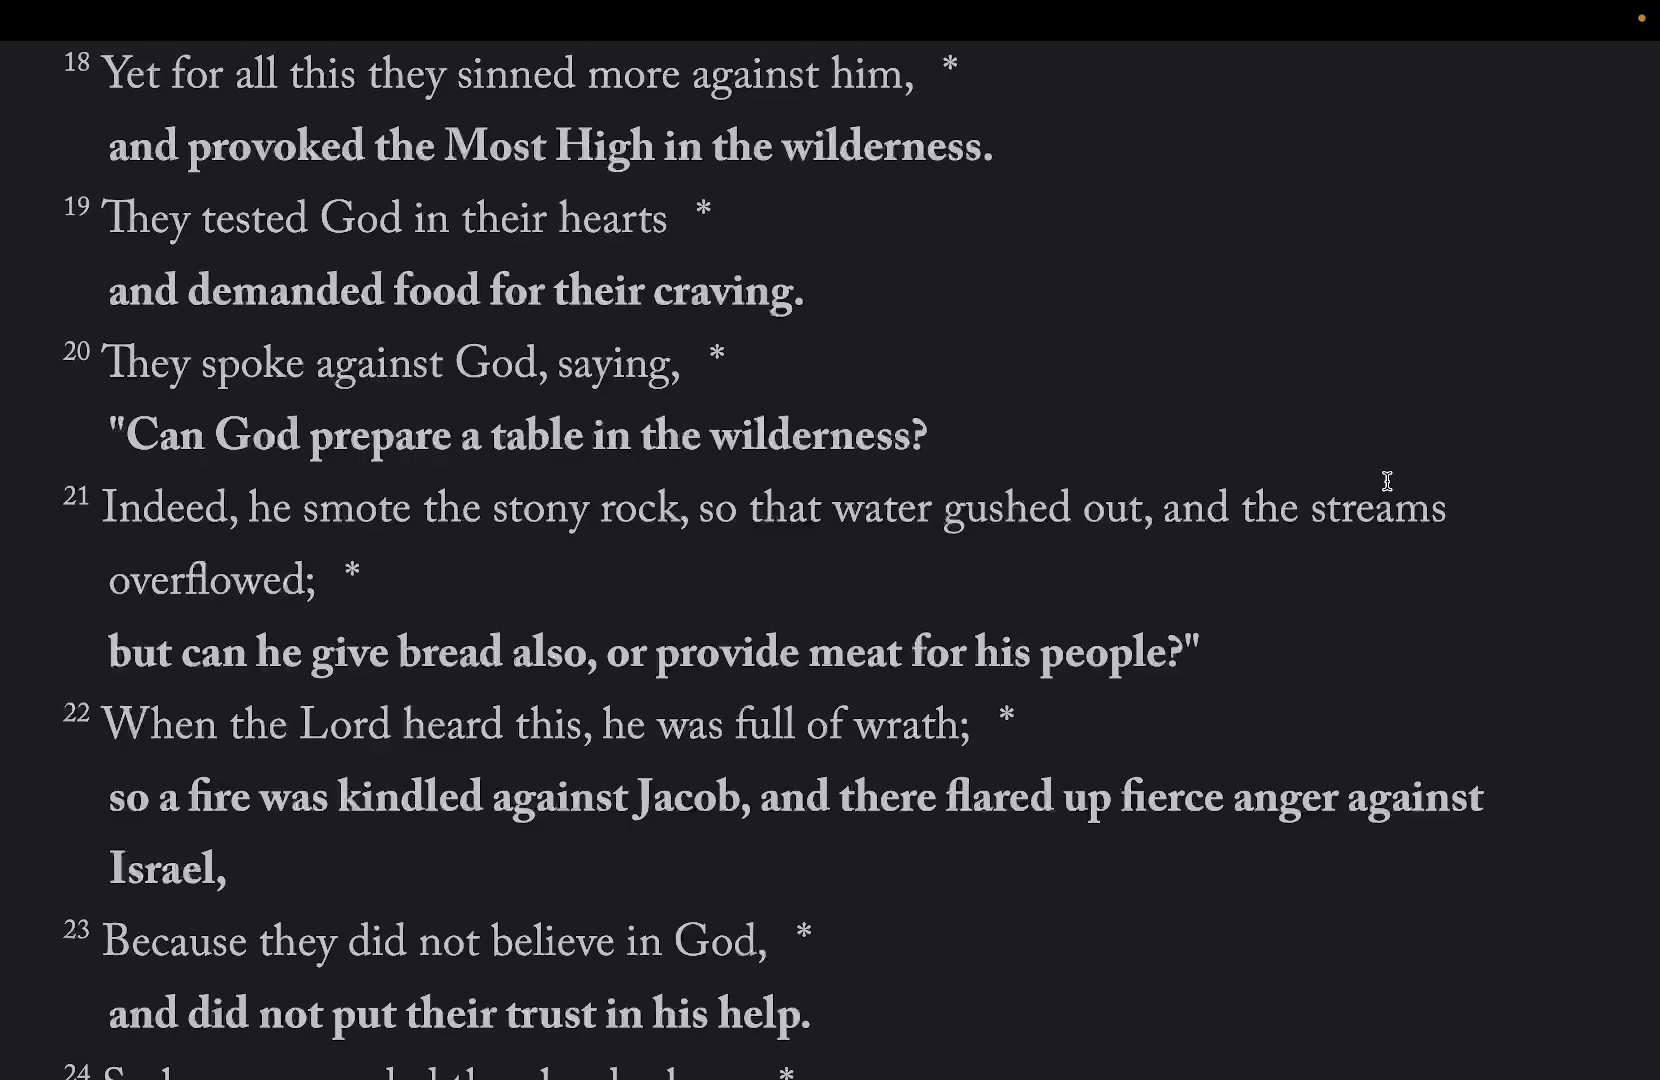 18 Yet for all this they sinned more against him, *
and provoked the Most High in the wilderness.
19 They tested God in their hearts *
and demanded food for their craving.
20 They spoke against God, saying, *
"Can God prepare a table in the wilderness?
21 Indeed, he smote the stony rock, so that water gushed out, and the streams
overflowed; *
but can he give bread also, or provide meat for his people?"
22 When the Lord heard this, he was full of wrath; *
so a fire was kindled against Jacob, and there flared up fierce anger against
Israel,
23 Because they did not believe in God, *
and did not put their trust in his help.
24